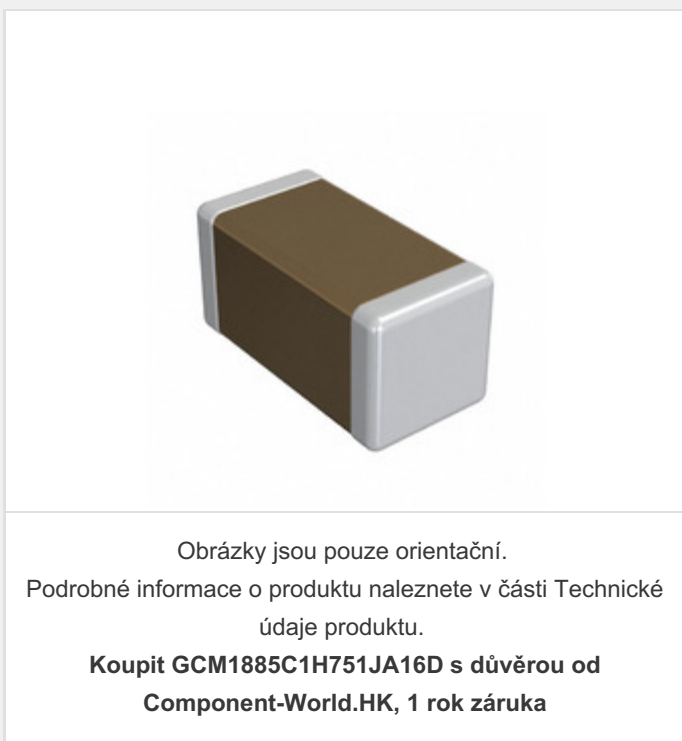 Obrázky jsou pouze orientační.
Podrobné informace o produktu naleznete v části Technické
údaje produktu.
Koupit GCM1885C1H751JA16D s důvěrou od
Component-World.HK, 1 rok záruka